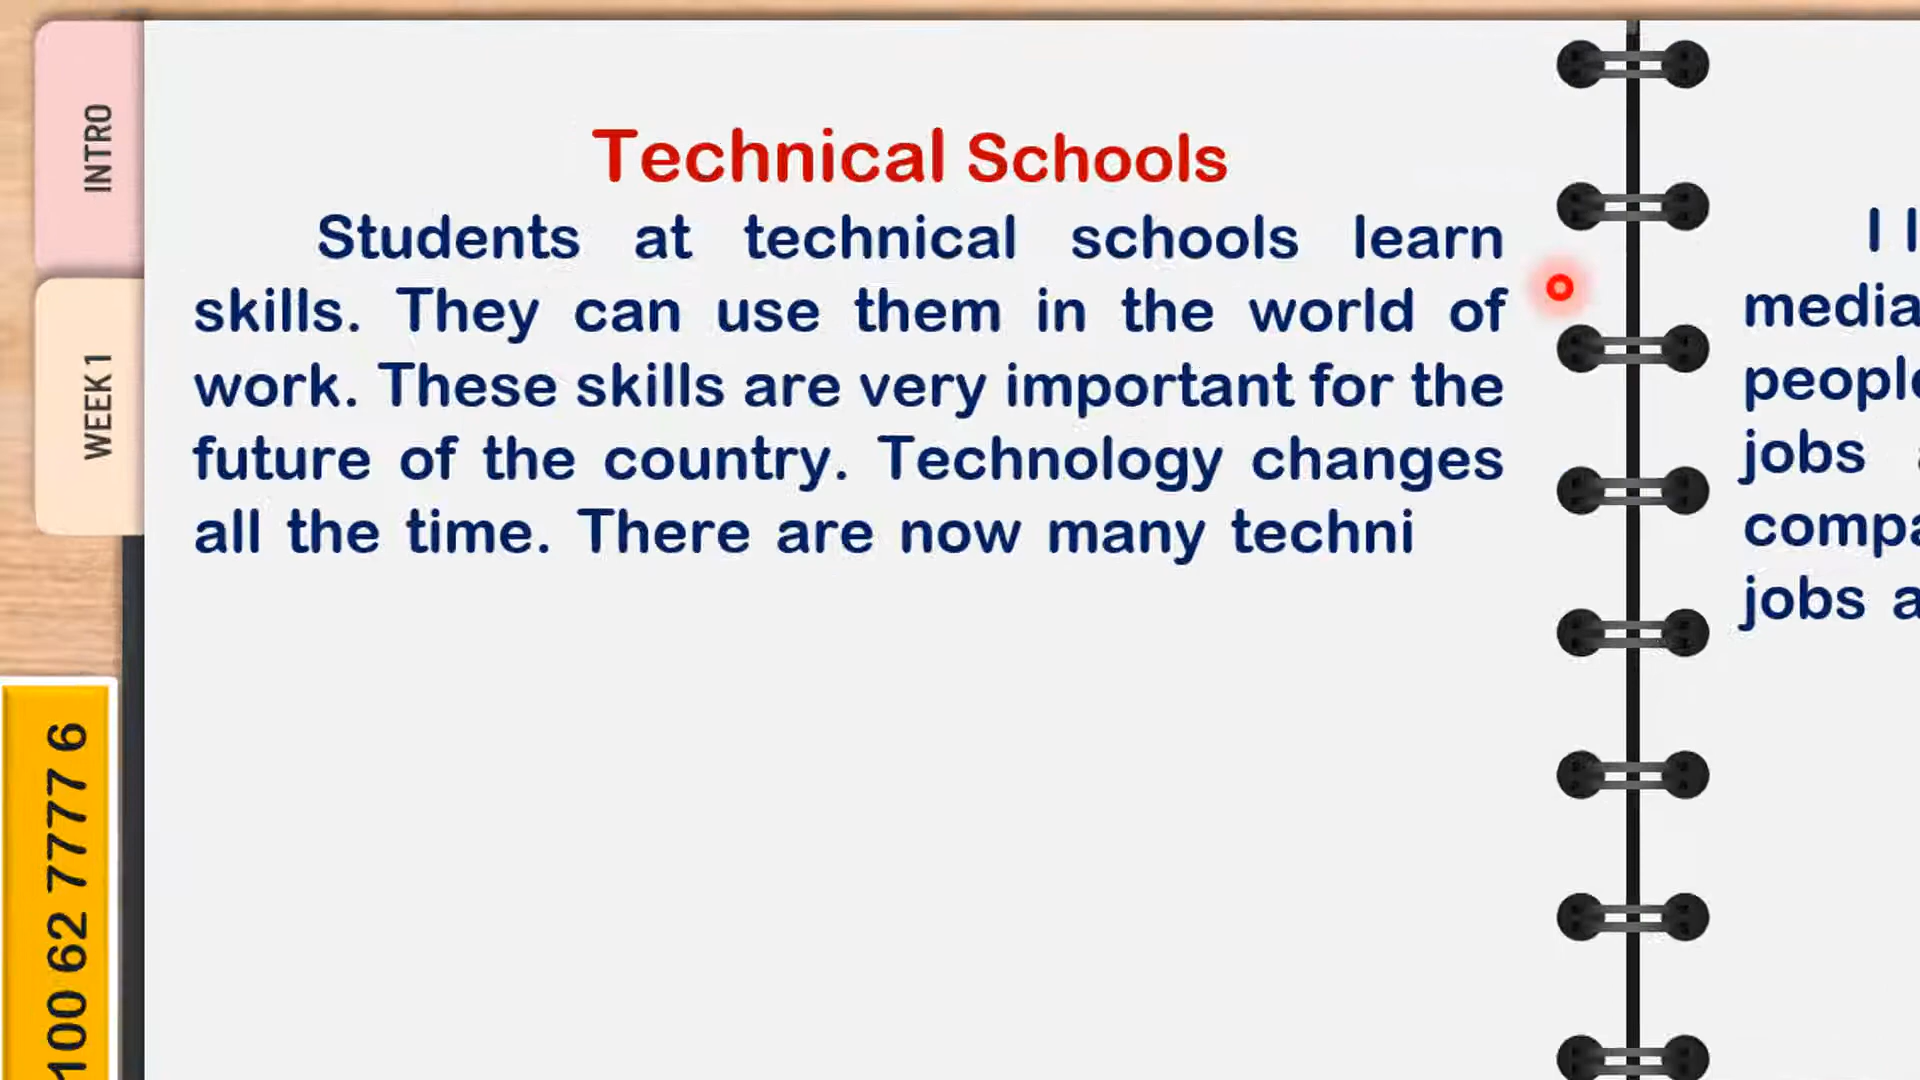 INTRO
WEEK 1
100 62 7777 6
Technical Schools
Students at technical schools learn
skills. They can use them in the world of
work. These skills are very important for the
future of the country. Technology changes
all the time. There are now many techni
I
media
people
jobs
compa
jobs a